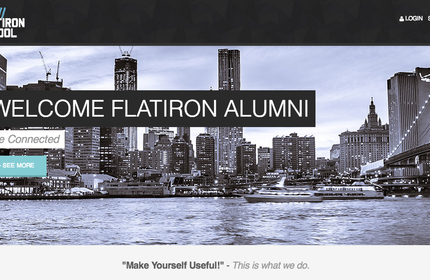 LOGIN
WELCOME FLATIRON ALUMNI
Connected
SEE MORE
"Make Yourself Useful!" - This is what we do.